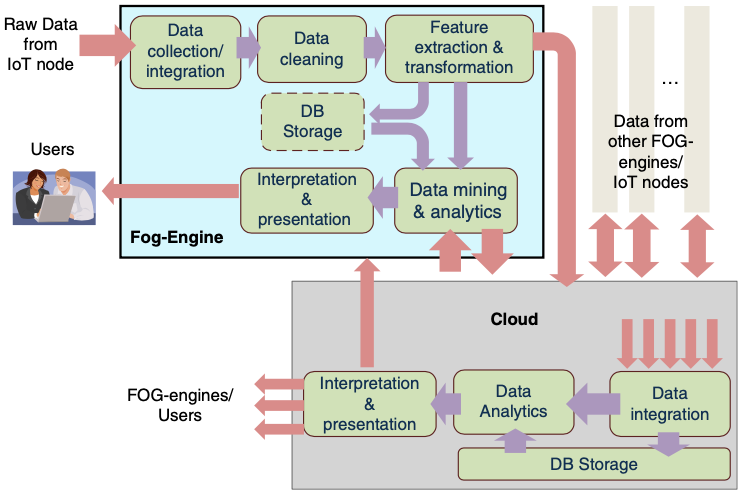 Raw Data
from
IoT node
Data
collection/
integration
Data
cleaning
Feature
extraction &
transformation
DB
Storage
Users
Interpretation
&
presentation
Data mining
& analytics
Fog-Engine
...
Data from
other FOG-
engines/
IoT nodes
Cloud
FOG-engines/
Users
Interpretation
&
presentation
Data
Analytics
Data
integration
DB Storage